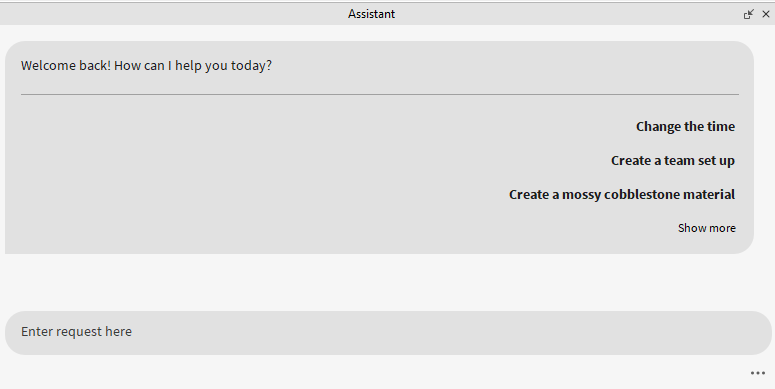 Assistant
Welcome back! How can I help you today?
Change the time
Create a team set up
Create a mossy cobblestone material
Show more
Enter request here